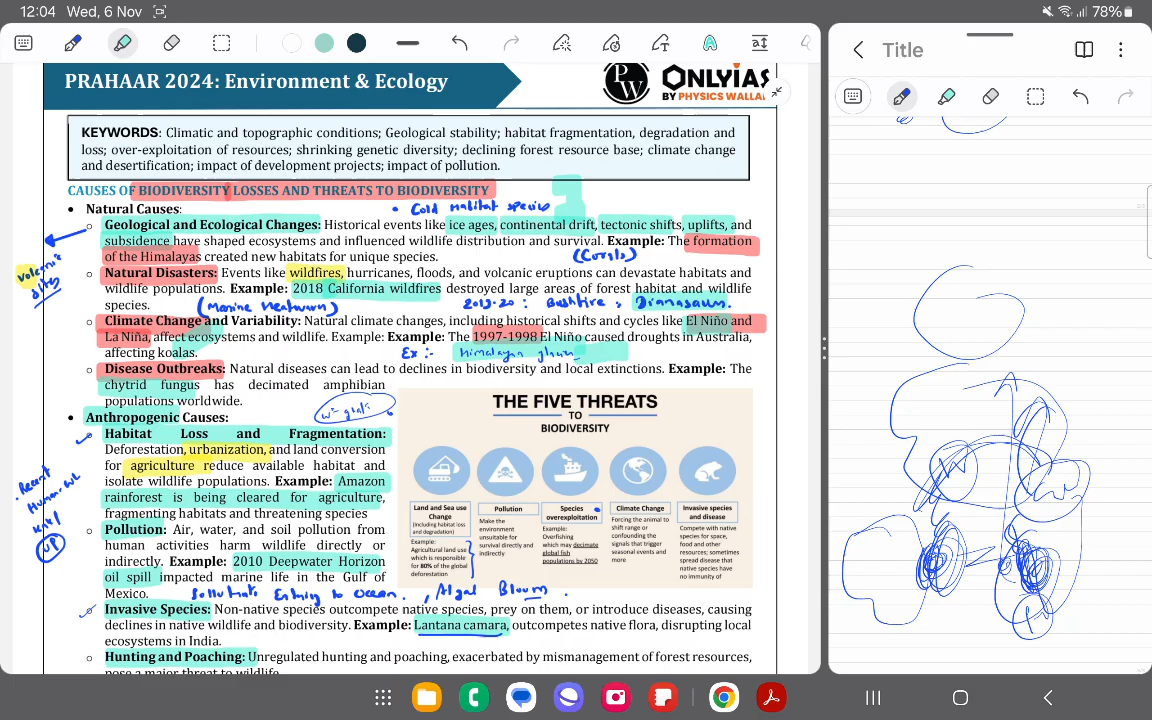 12:04 Wed, 6 Nov
78%
Title
PRAHAAR 2024: Environment & Ecology
PW
ONLYIAS
BY PHYSICS WALLA
KEYWORDS: Climatic and topographic conditions; Geological stability; habitat fragmentation, degradation and
loss; over-exploitation of resources; shrinking genetic diversity; declining forest resource base; climate change
and desertification; impact of development projects; impact of pollution.
CAUSES OF BIODIVERSITY LOSSES AND THREATS TO BIODIVERSITY
• Natural Causes:
• Cold Habitat species
Geological and Ecological Changes: Historical events like ice ages, continental drift, tectonic shifts, uplifts, and
subsidence have shaped ecosystems and influenced wildlife distribution and survival. Example: The formation
of the Himalayas created new habitats for unique species.
(Corals)
Natural Disasters: Events like wildfires, hurricanes, floods, and volcanic eruptions can devastate habitats and
wildlife populations. Example: 2018 California wildfires destroyed large areas of forest habitat and wildlife
species.
2019-20: Bushfire
Climate Change and Variability: Natural climate changes, including historical shifts and cycles like El Niño and
La Niña, affect ecosystems and wildlife. Example: Example: The 1997-1998 El Niño caused droughts in Australia,
affecting koalas.
Ex :-
Disease Outbreaks: Natural diseases can lead to declines in biodiversity and local extinctions. Example: The
chytrid fungus has decimated amphibian
populations worldwide.
• Anthropogenic Causes:
Habitat Loss and Fragmentation:
Deforestation, urbanization, and land conversion
for agriculture reduce available habitat and
isolate wildlife populations. Example: Amazon
rainforest is being cleared for agriculture,
fragmenting habitats and threatening species
Recent
UP
Pollution: Air, water, and soil pollution from
human activities harm wildlife directly or
indirectly. Example: 2010 Deepwater Horizon
oil spill impacted marine life in the Gulf of
Mexico.
Entering to Ocean. , Algal Bloom .
THE FIVE THREATS
TO
BIODIVERSITY
Land and Sea use
Change
(Including habitat loss
and degradation)
Example:
Agricultural land use
which is responsible
for 80% of the global
deforestation
Pollution
Make the
environment
unsuitable for
survival directly and
indirectly
Species
overexploitation
Example:
Overfishing
which may decimate
global fish
populations by 2050
Climate Change
Forcing the animal to
shift range or
confounding the
signals that trigger
seasonal events and
more
Invasive species
and disease
Compete with native
species for space,
food and other
resources; sometimes
spread disease that
native species have
no immunity of
Invasive Species: Non-native species outcompete native species, prey on them, or introduce diseases, causing
declines in native wildlife and biodiversity. Example: Lantana camara, outcompetes native flora, disrupting local
ecosystems in India.
Hunting and Poaching: Unregulated hunting and poaching, exacerbated by mismanagement of forest resources,
pose a major threat to wildlife.